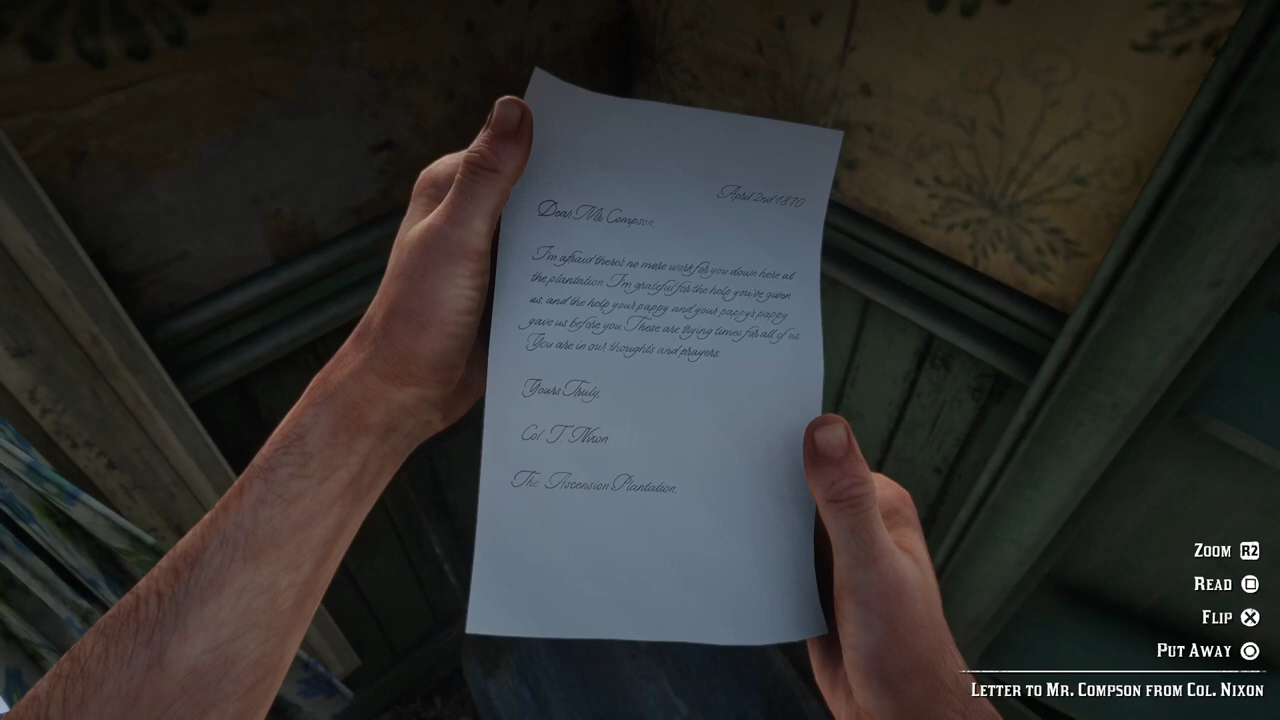 April 2nd 1870
Dear Mr Compson,
I'm afraid there's no more work for you down here at
the plantation. I'm grateful for the help you've given
us, and the help your pappy and your pappy's pappy
gave us before you. These are trying times for all of us.
You are in our thoughts and prayers.
Yours Truly,
Col. T. Nixon
The Ascension Plantation.
ZOOM R2
READ
FLIP
PUT AWAY
LETTER TO MR. COMPSON FROM COL. NIXON